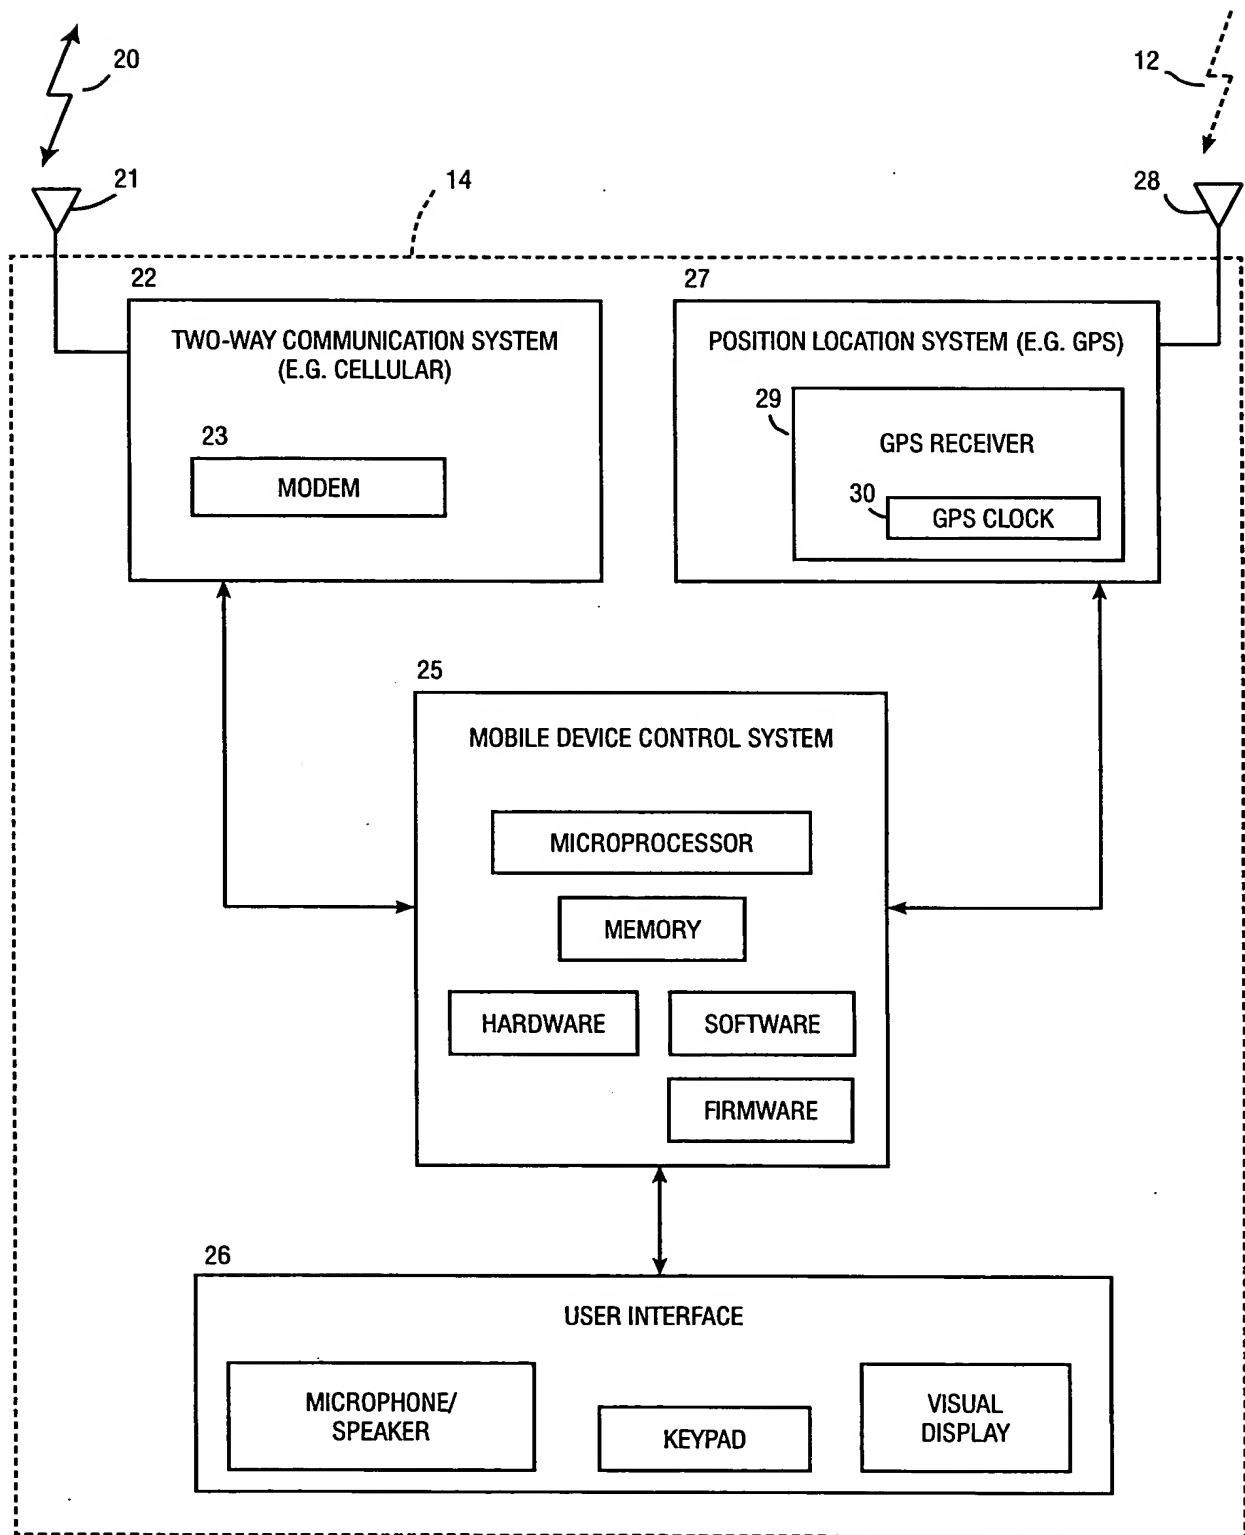 20
12
21
14
28
22
27
TWO-WAY COMMUNICATION SYSTEM
(E.G. CELLULAR)
POSITION LOCATION SYSTEM (E.G. GPS)
29
GPS RECEIVER
23
MODEM
30
GPS CLOCK
25
MOBILE DEVICE CONTROL SYSTEM
MICROPROCESSOR
MEMORY
HARDWARE
SOFTWARE
FIRMWARE
26
USER INTERFACE
MICROPHONE/
SPEAKER
KEYPAD
VISUAL
DISPLAY